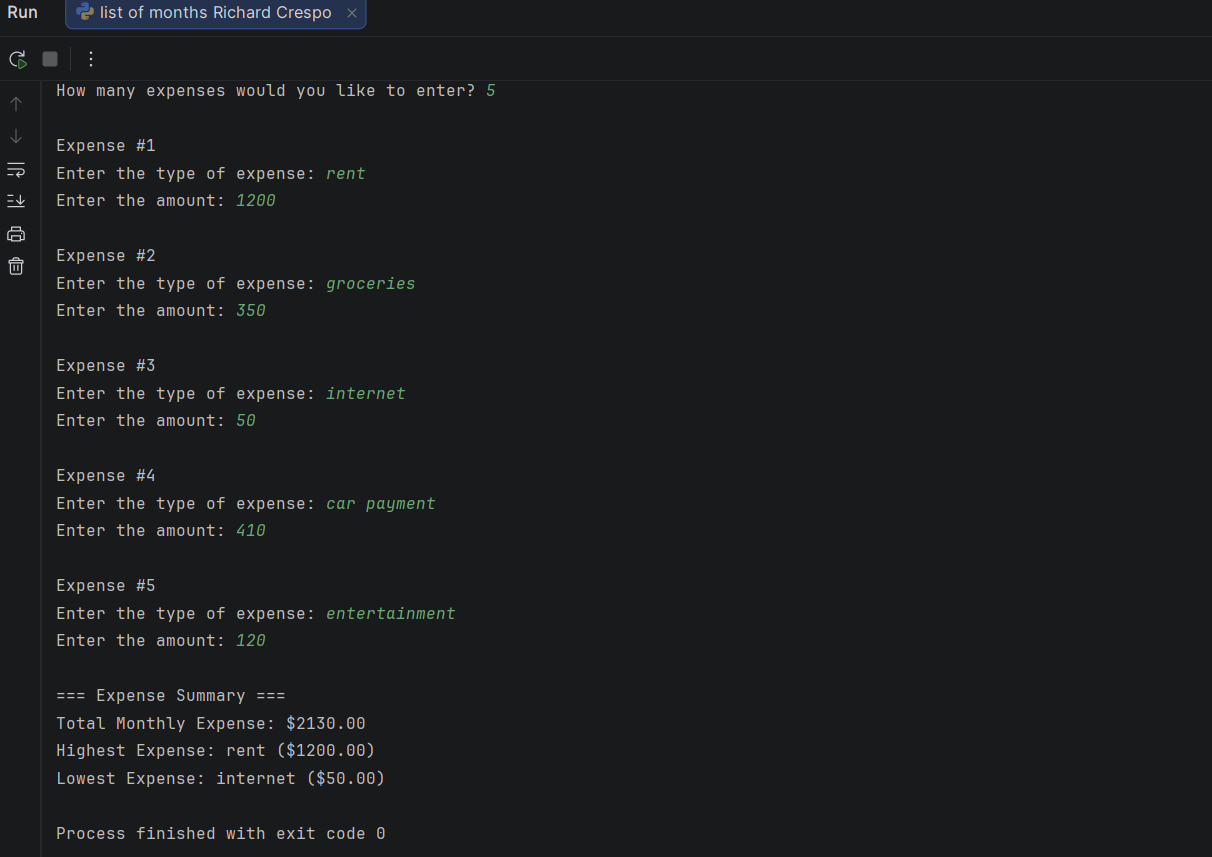 Run
list of months Richard Crespo
How many expenses would you like to enter? 5
Expense #1
Enter the type of expense: rent
Enter the amount: 1200
Expense #2
Enter the type of expense: groceries
Enter the amount: 350
Expense #3
Enter the type of expense: internet
Enter the amount: 50
Expense #4
Enter the type of expense: car payment
Enter the amount: 410
Expense #5
Enter the type of expense: entertainment
Enter the amount: 120
=== Expense Summary ===
Total Monthly Expense: $2130.00
Highest Expense: rent ($1200.00)
Lowest Expense: internet ($50.00)
Process finished with exit code 0